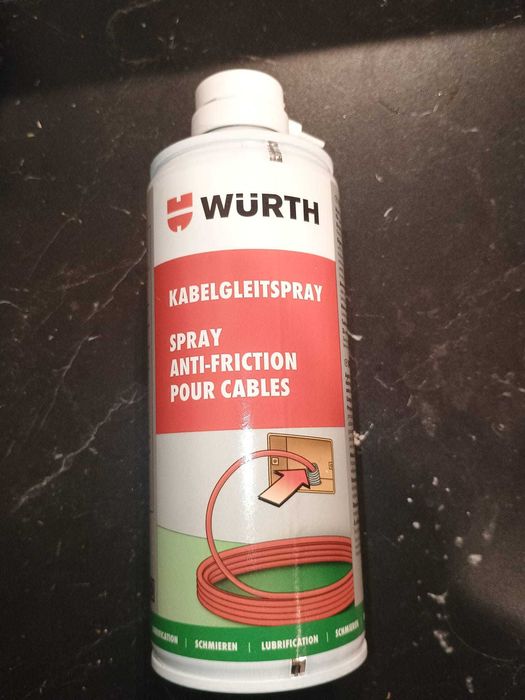 WÜRTH
KABELGLEITSPRAY
SPRAY
ANTI-FRICTION
POUR CABLES
SCHMIEREN | LUBRIFICATION |